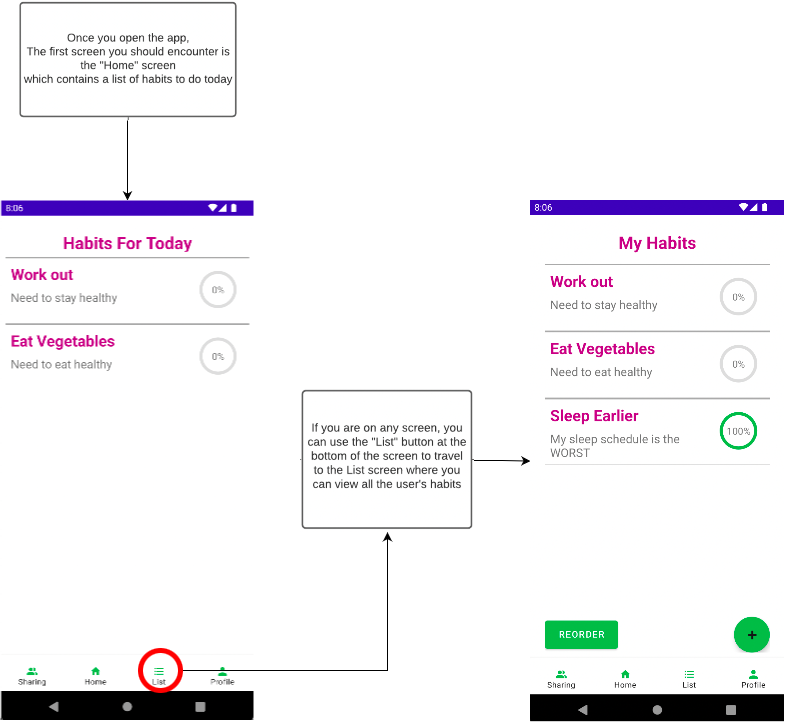 Once you open the app,
The first screen you should encounter is
the "Home" screen
which contains a list of habits to do today
8:06
Habits For Today
Work out
Need to stay healthy
0%
Eat Vegetables
Need to eat healthy
0%
Sharing
Home
List
Profile
If you are on any screen, you
can use the "List" button at the
bottom of the screen to travel
to the List screen where you
can view all the user's habits
8:06
My Habits
Work out
Need to stay healthy
0%
Eat Vegetables
Need to eat healthy
0%
Sleep Earlier
My sleep schedule is the
WORST
100%
REORDER
+
Sharing
Home
List
Profile